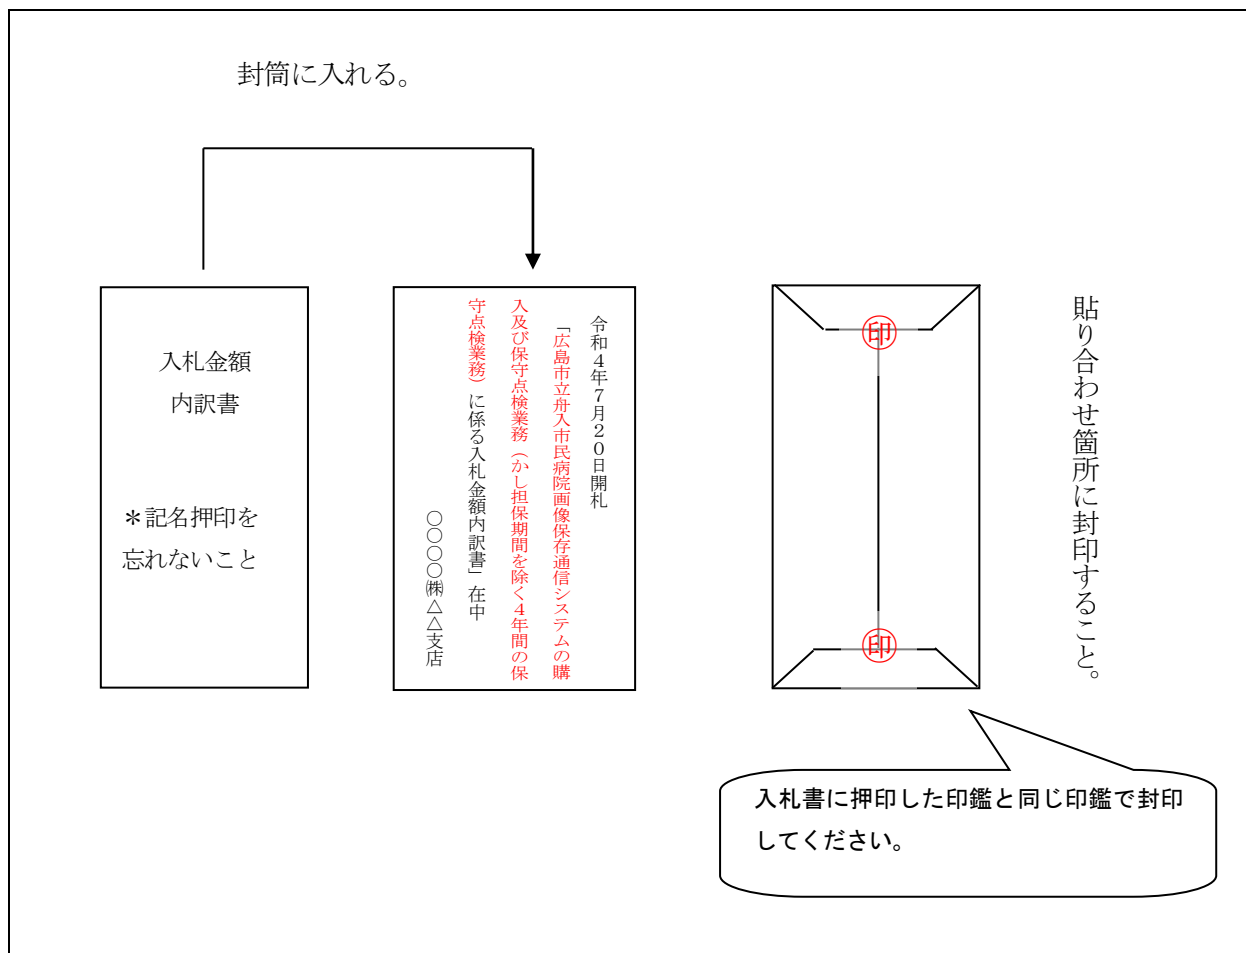 封筒に入れる。
入札金額
内訳書
＊記名押印を
忘れないこと
令和４年７月２０日開札
「広島市立舟入市民病院画像保存通信システムの購
入及び保守点検業務（かし担保期間を除く４年間の保
守点検業務）に係る入札金額内訳書」在中
○○○○㈱△△支店
印
印
貼り合わせ箇所に封印すること。
入札書に押印した印鑑と同じ印鑑で封印
してください。